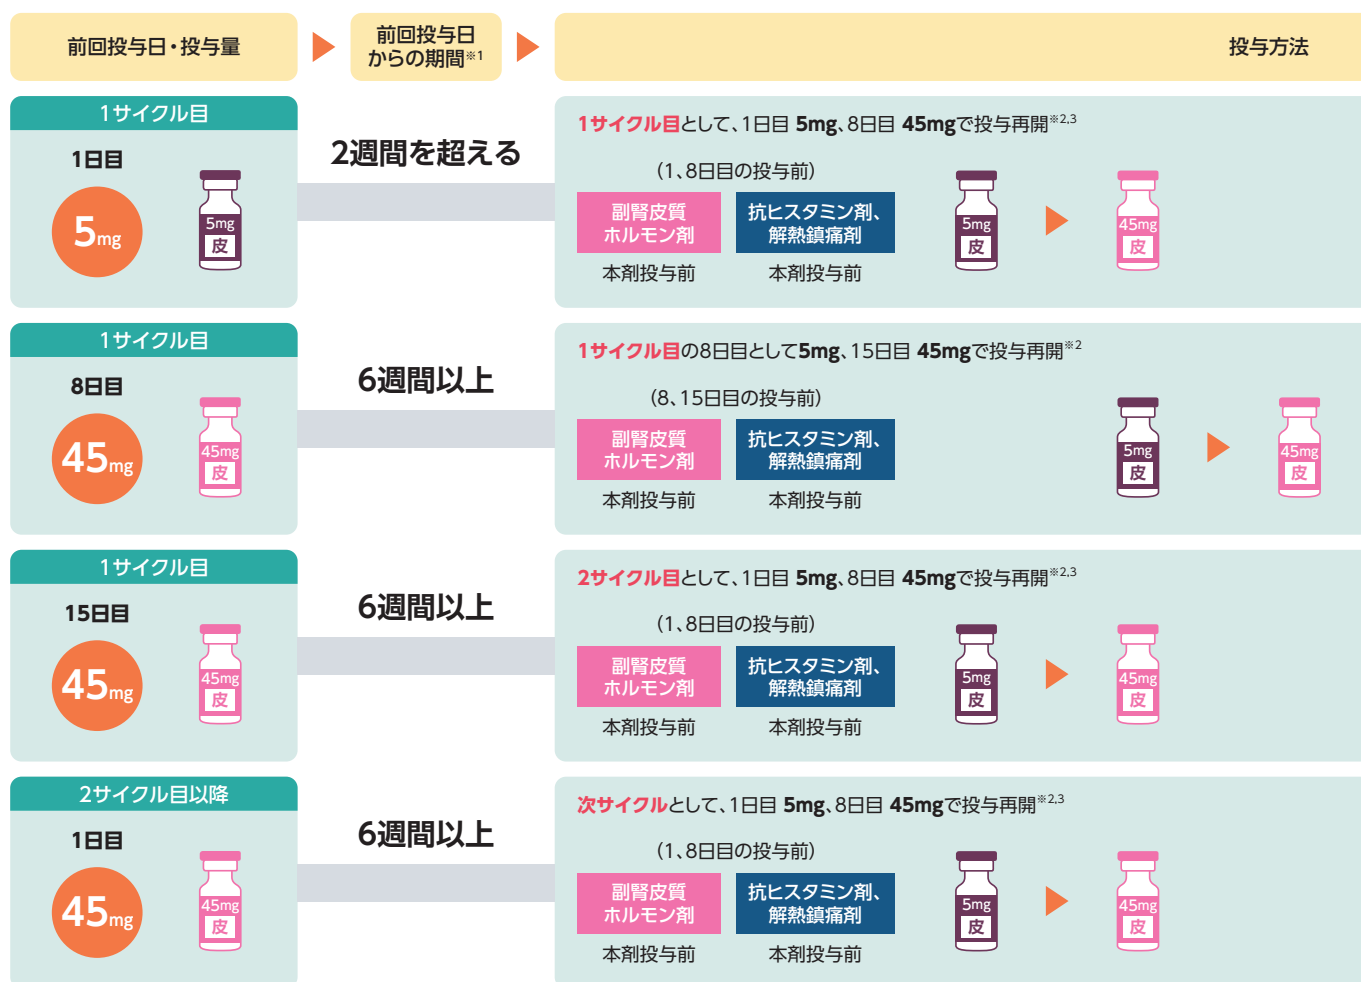 前回投与日・投与量
前回投与日
からの期間※1
投与方法
1サイクル目
1日目
5mg
5mg
皮
2週間を超える
1サイクル目として、1日目 5mg、8日目 45mgで投与再開※2,3
(1、8日目の投与前)
副腎皮質
ホルモン剤
本剤投与前
抗ヒスタミン剤、
解熱鎮痛剤
本剤投与前
5mg
皮
45mg
皮
1サイクル目
8日目
45mg
45mg
皮
6週間以上
1サイクル目の8日目として5mg、15日目 45mgで投与再開※2
(8、15日目の投与前)
副腎皮質
ホルモン剤
本剤投与前
抗ヒスタミン剤、
解熱鎮痛剤
本剤投与前
5mg
皮
45mg
皮
1サイクル目
15日目
45mg
45mg
皮
6週間以上
2サイクル目として、1日目 5mg、8日目 45mgで投与再開※2,3
(1、8日目の投与前)
副腎皮質
ホルモン剤
本剤投与前
抗ヒスタミン剤、
解熱鎮痛剤
本剤投与前
5mg
皮
45mg
皮
2サイクル目以降
1日目
45mg
45mg
皮
6週間以上
次サイクルとして、1日目 5mg、8日目 45mgで投与再開※2,3
(1、8日目の投与前)
副腎皮質
ホルモン剤
本剤投与前
抗ヒスタミン剤、
解熱鎮痛剤
本剤投与前
5mg
皮
45mg
皮